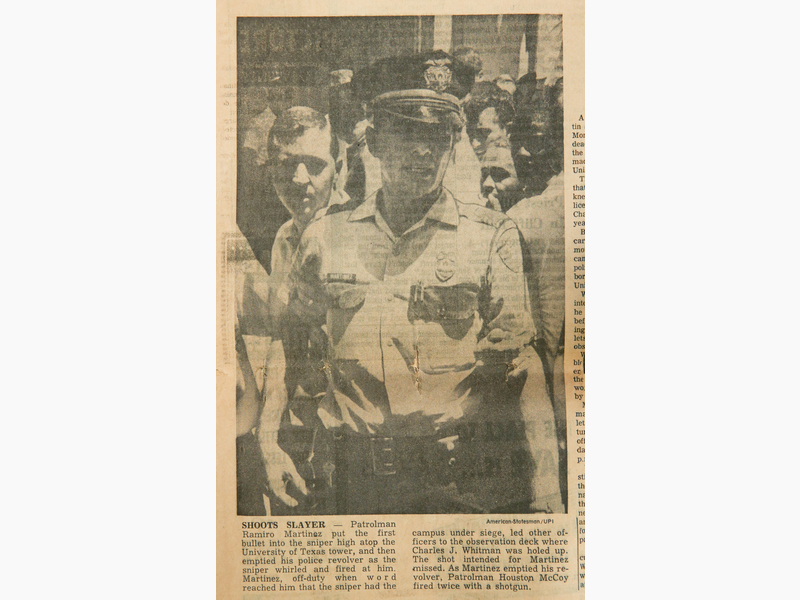 American-Statesman/UPI
SHOOTS SLAYER — Patrolman
Ramiro Martinez put the first
bullet into the sniper high atop the
University of Texas tower, and then
emptied his police revolver as the
sniper whirled and fired at him.
Martinez, off-duty when word
reached him that the sniper had the
campus under siege, led other of-
ficers to the observation deck where
Charles J. Whitman was holed up.
The shot intended for Martinez
missed. As Martinez emptied his re-
volver, Patrolman Houston McCoy
fired twice with a shotgun.